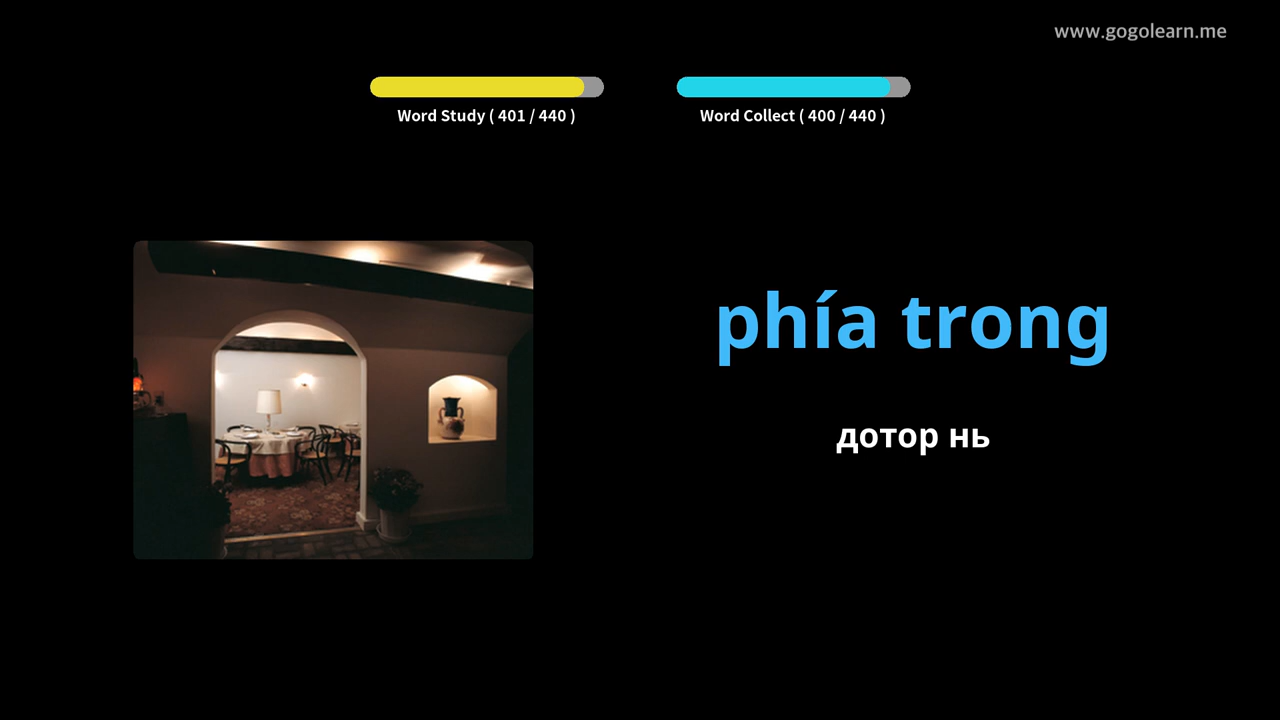 www.gogolearn.me
Word Study ( 401 / 440 )
Word Collect ( 400 / 440 )
phía trong
дотор нь